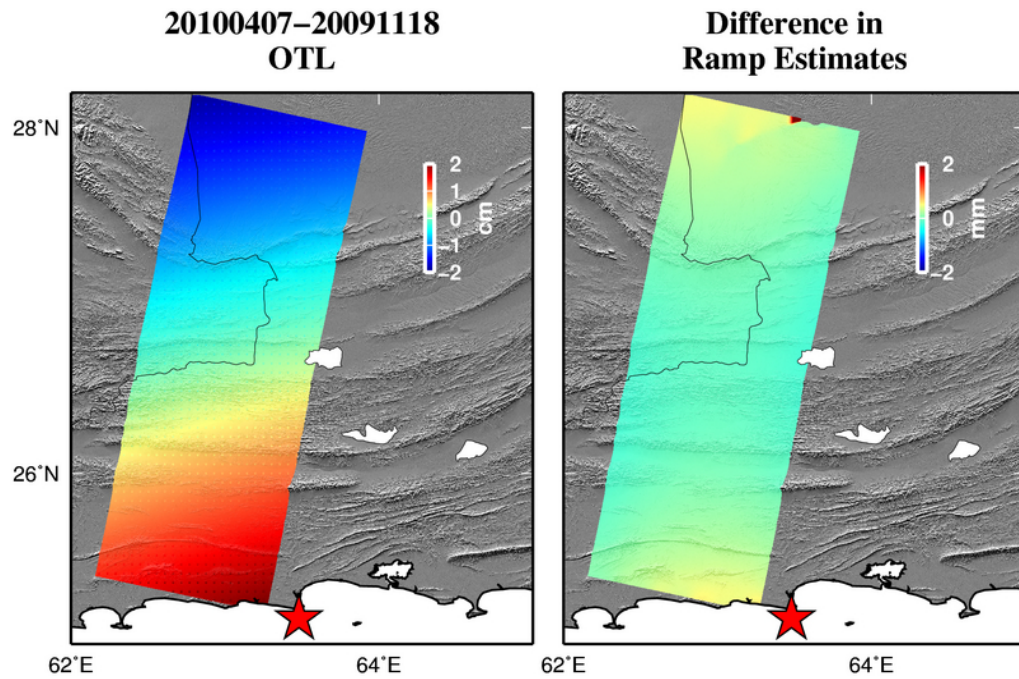 20100407−20091118
OTL
Difference in
Ramp Estimates
28°N
26°N
62°E
64°E
2
1
0
−1
−2
cm
2
0
−2
mm
62°E
64°E